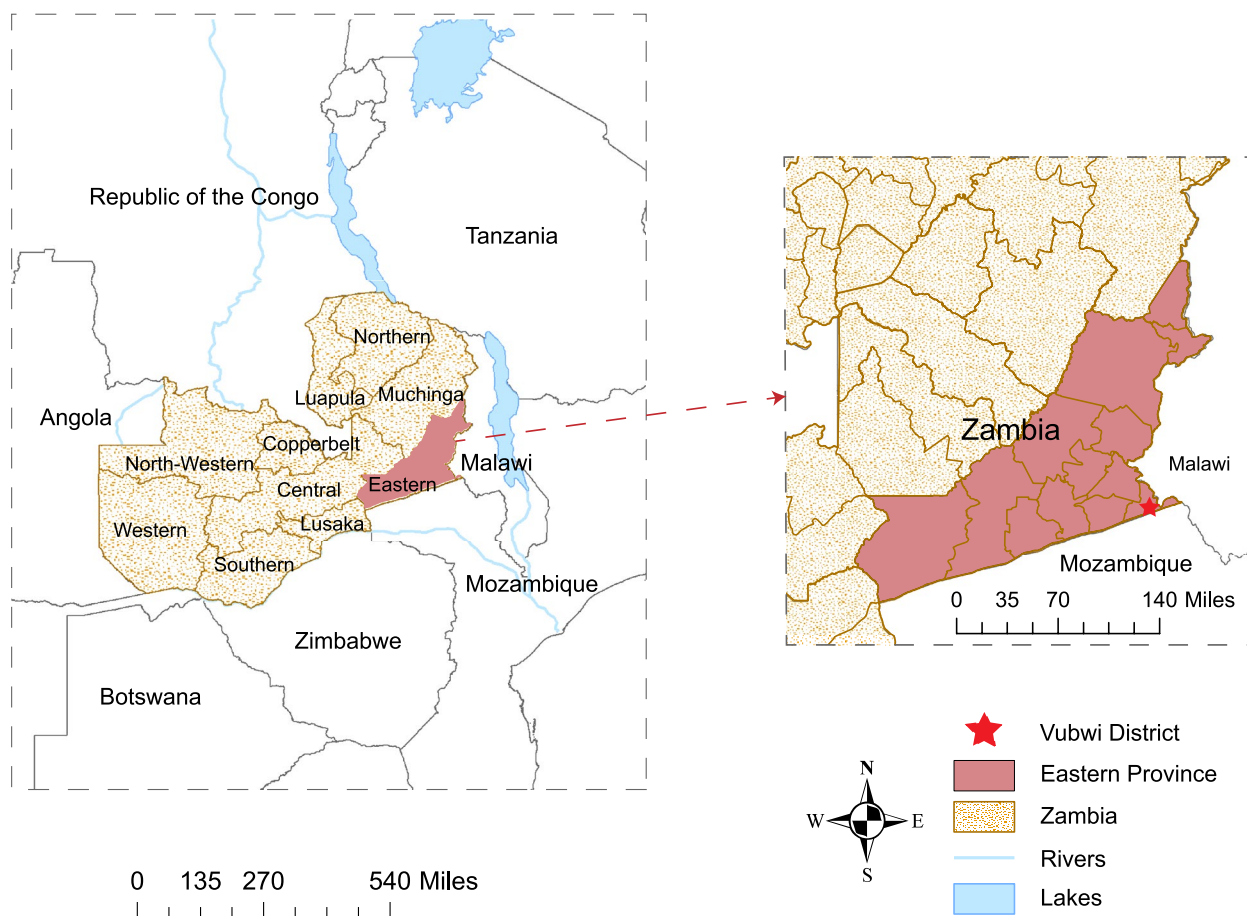 Republic of the Congo
Tanzania
Northern
Luapula
Muchinga
Angola
Copperbelt
North-Western
Malawi
Central
Eastern
Western
Lusaka
Southern
Mozambique
Zimbabwe
Botswana
0 135 270 540 Miles
Zambia
Malawi
Mozambique
0 35 70 140 Miles
N
W E
S
Vubwi District
Eastern Province
Zambia
Rivers
Lakes